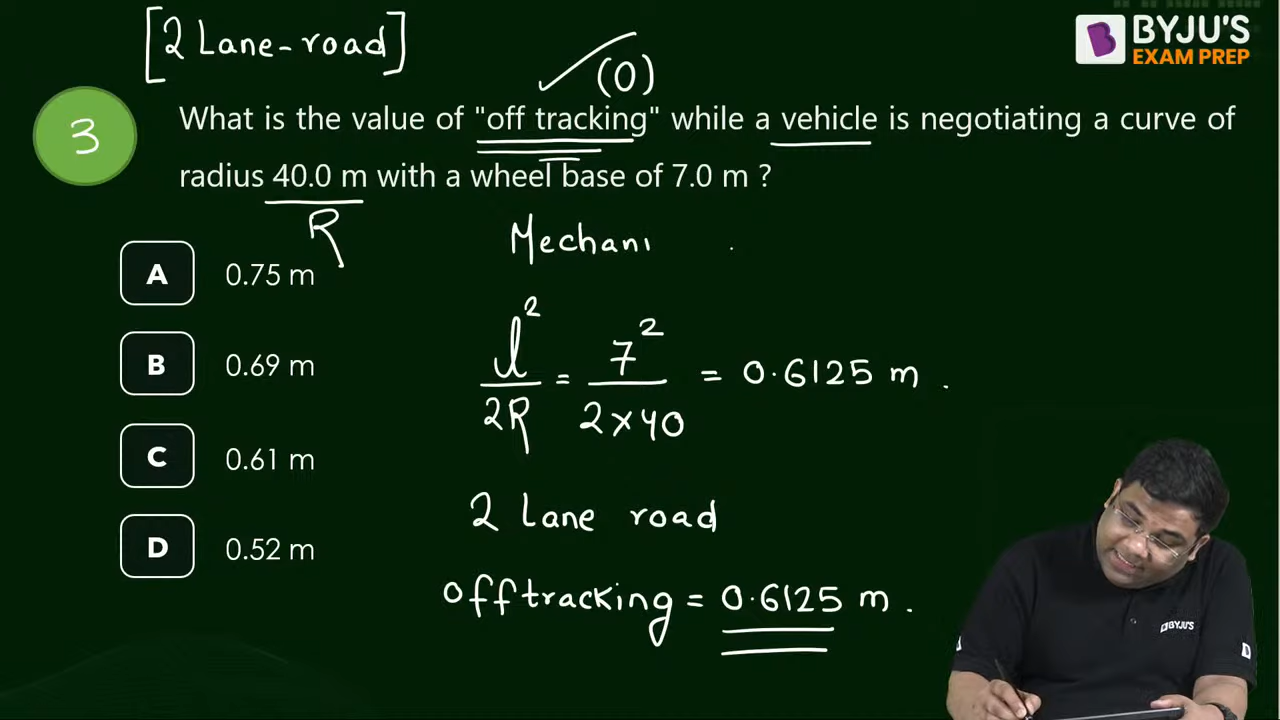 [2 Lane-road]
BYJU'S
EXAM PREP
(0)
3
What is the value of "off tracking" while a vehicle is negotiating a curve of
radius 40.0 m with a wheel base of 7.0 m ?
R
Mechani
A 0.75 m
B 0.69 m
C 0.61 m
D 0.52 m
l² / 2R = 7² / 2×40 = 0.6125 m .
2 Lane road
offtracking = 0.6125 m .
BYJU'S